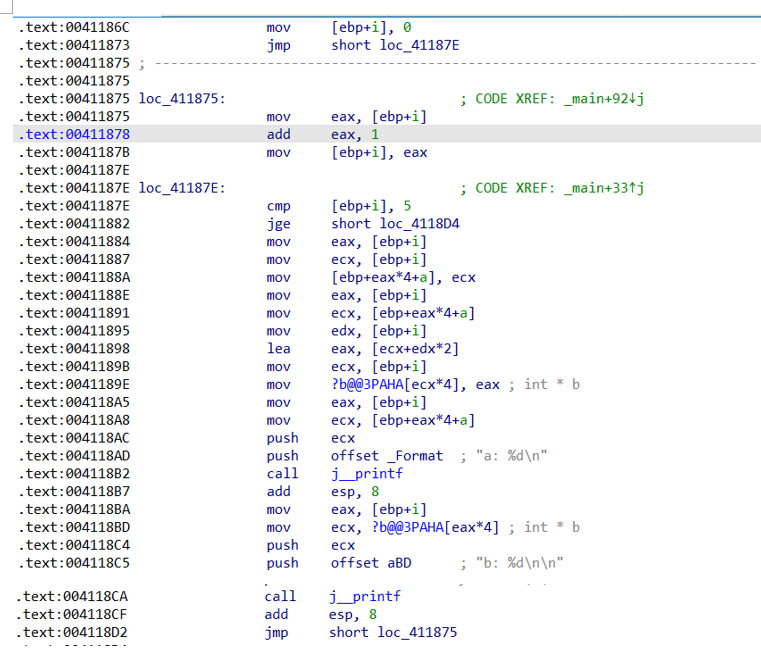 .text:0041186C mov [ebp+i], 0
.text:00411873 jmp short loc_41187E
.text:00411875 ; ---------------------------------------------------------------------------
.text:00411875
.text:00411875 loc_411875: ; CODE XREF: _main+92↓j
.text:00411875 mov eax, [ebp+i]
.text:00411878 add eax, 1
.text:0041187B mov [ebp+i], eax
.text:0041187E
.text:0041187E loc_41187E: ; CODE XREF: _main+33↑j
.text:0041187E cmp [ebp+i], 5
.text:00411882 jge short loc_4118D4
.text:00411884 mov eax, [ebp+i]
.text:00411887 mov ecx, [ebp+i]
.text:0041188A mov [ebp+eax*4+a], ecx
.text:0041188E mov eax, [ebp+i]
.text:00411891 mov ecx, [ebp+eax*4+a]
.text:00411895 mov edx, [ebp+i]
.text:00411898 lea eax, [ecx+edx*2]
.text:0041189B mov ecx, [ebp+i]
.text:0041189E mov ?b@@3PAHA[ecx*4], eax ; int * b
.text:004118A5 mov eax, [ebp+i]
.text:004118A8 mov ecx, [ebp+eax*4+a]
.text:004118AC push ecx
.text:004118AD push offset _Format ; "a: %d\n"
.text:004118B2 call j__printf
.text:004118B7 add esp, 8
.text:004118BA mov eax, [ebp+i]
.text:004118BD mov ecx, ?b@@3PAHA[eax*4] ; int * b
.text:004118C4 push ecx
.text:004118C5 push offset aBD ; "b: %d\n\n"
.text:004118CA call j__printf
.text:004118CF add esp, 8
.text:004118D2 jmp short loc_411875